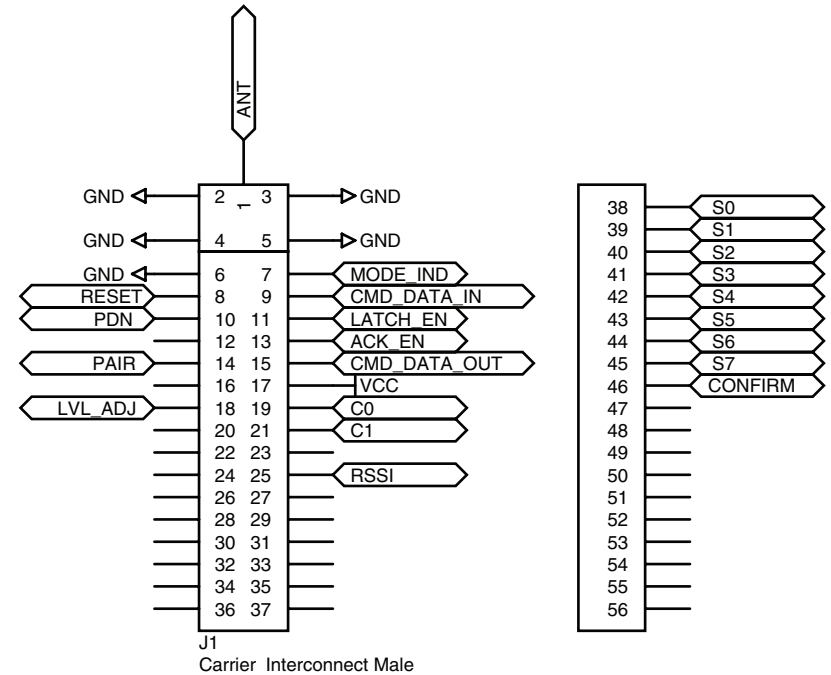 ANT
GND 2 1 3 GND
GND 4 5 GND
GND 6 7 MODE_IND
RESET 8 9 CMD_DATA_IN
PDN 10 11 LATCH_EN
12 13 ACK_EN
PAIR 14 15 CMD_DATA_OUT
16 17 VCC
LVL_ADJ 18 19 C0
20 21 C1
22 23
24 25 RSSI
26 27
28 29
30 31
32 33
34 35
36 37
J1
Carrier Interconnect Male
38 S0
39 S1
40 S2
41 S3
42 S4
43 S5
44 S6
45 S7
46 CONFIRM
47
48
49
50
51
52
53
54
55
56